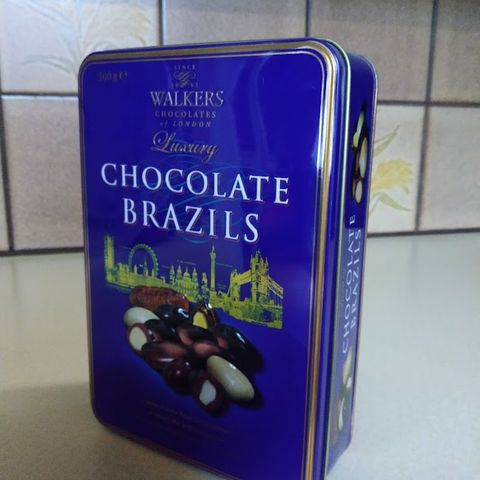 300g e
SINCE
WALKERS
CHOCOLATES
of LONDON
Luxury
CHOCOLATE
BRAZILS
CHOCOLATE
BRAZILS